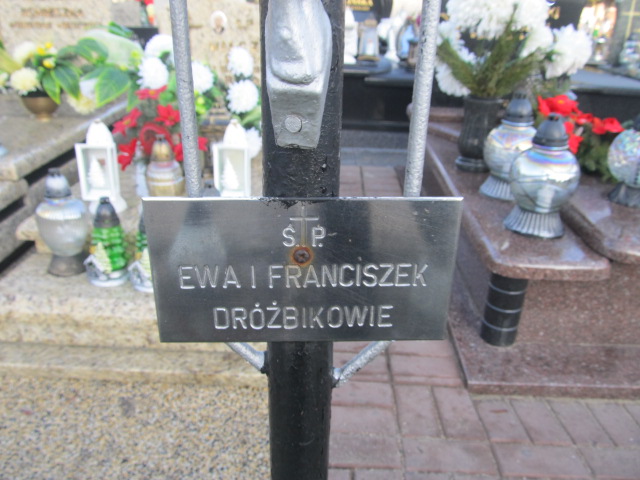 Ś P.
EWA I FRANCISZEK
DRÓŻBIKOWIE